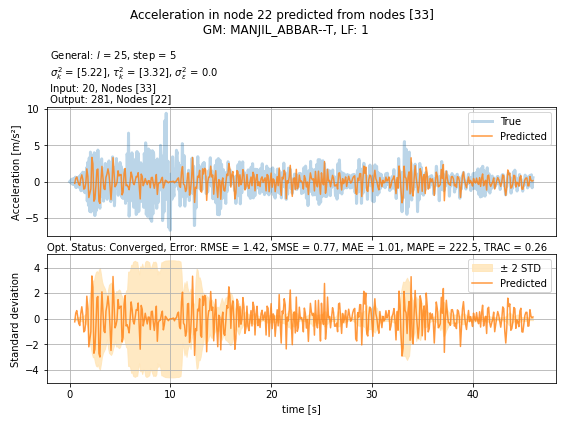 Acceleration in node 22 predicted from nodes [33]
GM: MANJIL_ABBAR--T, LF: 1
General: l = 25, step = 5
σ²ₖ = [5.22], τ²ₖ = [3.32], σ²ε = 0.0
Input: 20, Nodes [33]
Output: 281, Nodes [22]
Acceleration [m/s²]
10
5
0
−5
True
Predicted
Opt. Status: Converged, Error: RMSE = 1.42, SMSE = 0.77, MAE = 1.01, MAPE = 222.5, TRAC = 0.26
Standard deviation
4
2
0
−2
−4
± 2 STD
Predicted
0 10 20 30 40
time [s]